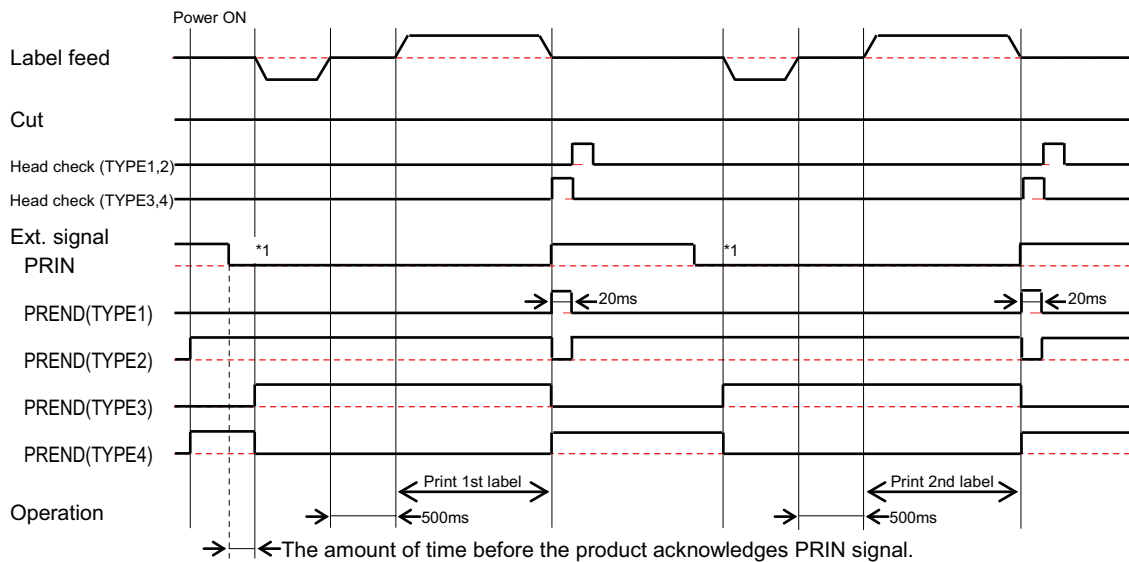 Power ON
Label feed
Cut
Head check (TYPE1,2)
Head check (TYPE3,4)
Ext. signal
PRIN
*1
*1
PREND(TYPE1)
20ms
20ms
PREND(TYPE2)
PREND(TYPE3)
PREND(TYPE4)
Print 1st label
Print 2nd label
Operation
500ms
500ms
The amount of time before the product acknowledges PRIN signal.